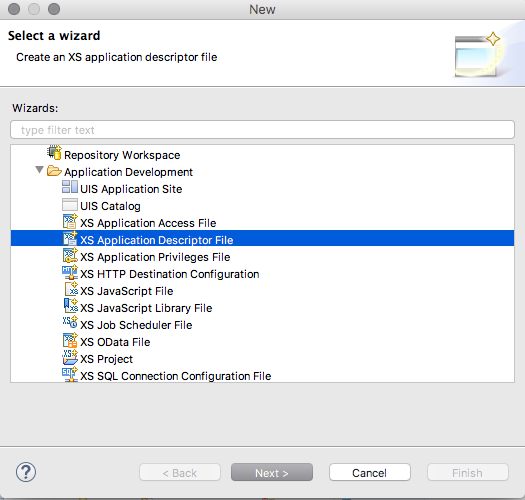 New
Select a wizard
Create an XS application descriptor file
Wizards:
type filter text
Repository Workspace
Application Development
UIS Application Site
UIS Catalog
XS Application Access File
XS Application Descriptor File
XS Application Privileges File
XS HTTP Destination Configuration
XS JavaScript File
XS JavaScript Library File
XS Job Scheduler File
XS OData File
XS Project
XS SQL Connection Configuration File
?
< Back
Next >
Cancel
Finish